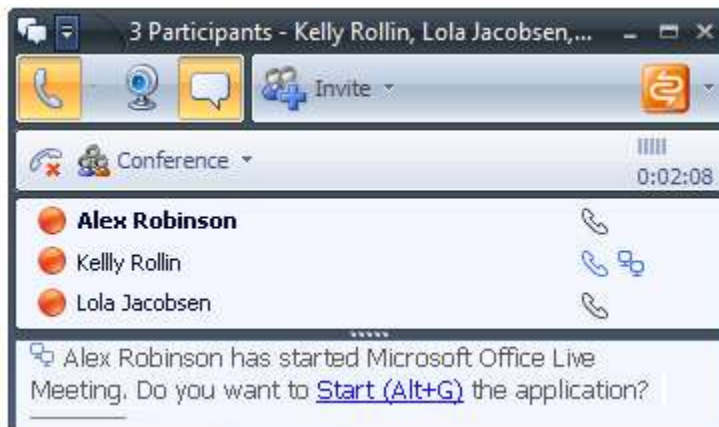 3 Participants - Kelly Rollin, Lola Jacobsen,...
Invite
Conference
0:02:08
Alex Robinson
Kellly Rollin
Lola Jacobsen
Alex Robinson has started Microsoft Office Live
Meeting. Do you want to Start (Alt+G) the application?